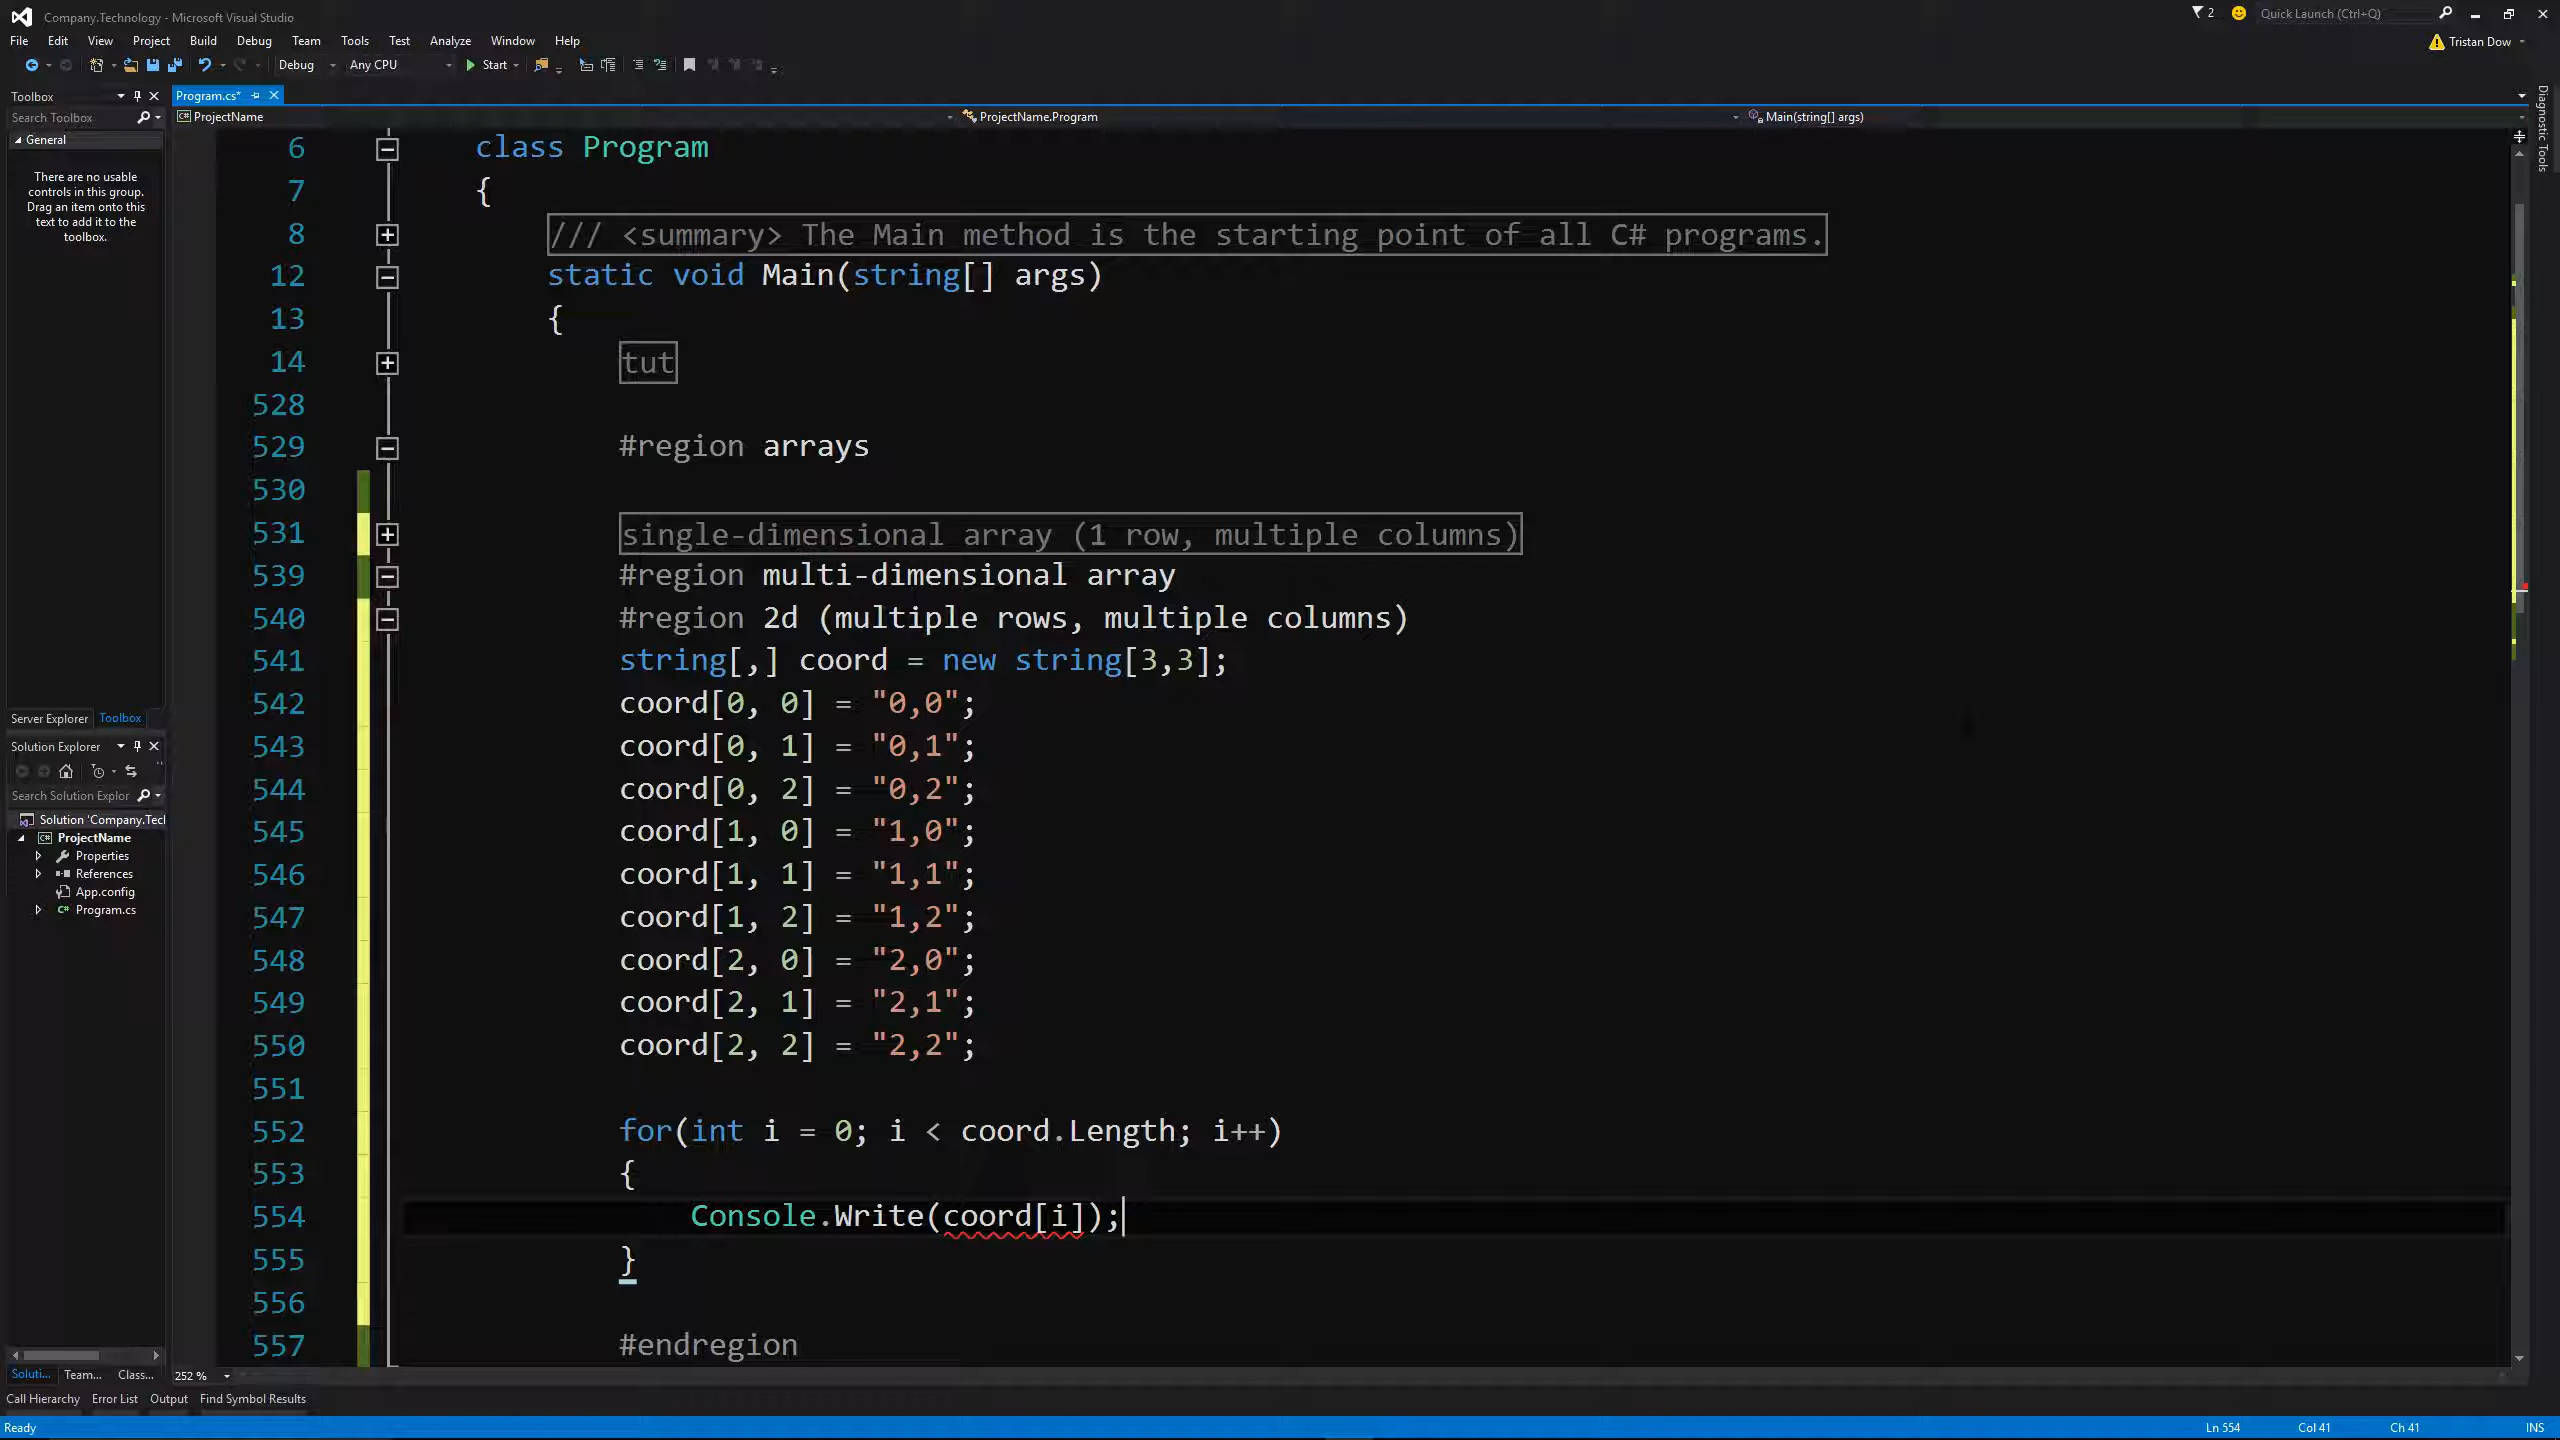 Company.Technology - Microsoft Visual Studio
2
Quick Launch (Ctrl+Q)
File Edit View Project Build Debug Team Tools Test Analyze Window Help
Tristan Dow
Debug Any CPU Start
Toolbox
Program.cs*
Search Toolbox
ProjectName
ProjectName.Program
Main(string[] args)
Diagnostic Tools
General
There are no usable
controls in this group.
Drag an item onto this
text to add it to the
toolbox.
6 class Program
7 {
8 /// <summary> The Main method is the starting point of all C# programs.
12 static void Main(string[] args)
13 {
14 tut
528
529 #region arrays
530
531 single-dimensional array (1 row, multiple columns)
539 #region multi-dimensional array
540 #region 2d (multiple rows, multiple columns)
541 string[,] coord = new string[3,3];
542 coord[0, 0] = "0,0";
543 coord[0, 1] = "0,1";
544 coord[0, 2] = "0,2";
545 coord[1, 0] = "1,0";
546 coord[1, 1] = "1,1";
547 coord[1, 2] = "1,2";
548 coord[2, 0] = "2,0";
549 coord[2, 1] = "2,1";
550 coord[2, 2] = "2,2";
551
552 for(int i = 0; i < coord.Length; i++)
553 {
554 Console.Write(coord[i]);
555 }
556
557 #endregion
Server Explorer Toolbox
Solution Explorer
Search Solution Explor
Solution 'Company.Tecl
ProjectName
Properties
References
App.config
Program.cs
Soluti... Team... Class...
252 %
Call Hierarchy Error List Output Find Symbol Results
Ready
Ln 554 Col 41 Ch 41 INS